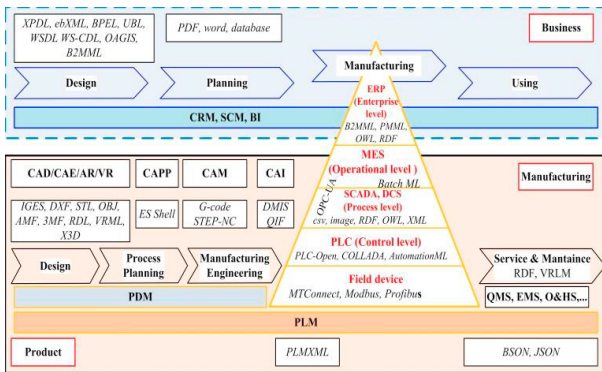 XPDL, ebXML, BPEL, UBL,
WSDL WS-CDL, OAGIS,
B2MML
PDF, word, database
Business
Design
Planning
Manufacturing
Using
CRM, SCM, BI
ERP
(Enterprise
level)
B2MML, PMML,
OWL, RDF
MES
(Operational level )
Batch ML
OPC-UA
SCADA, DCS
(Process level)
csv, image, RDF, OWL, XML
PLC (Control level)
PLC-Open, COLLADA, AutomationML
Field device
MTConnect, Modbus, Profibus
Manufacturing
CAD/CAE/AR/VR
CAPP
CAM
CAI
IGES, DXF, STL, OBJ,
AMF, 3MF, RDL, VRML,
X3D
ES Shell
G-code
STEP-NC
DMIS
QIF
Design
Process
Planning
Manufacturing
Engineering
Service & Mantaince
RDF, VRLM
PDM
QMS, EMS, O&HS,...
PLM
Product
PLMXML
BSON, JSON